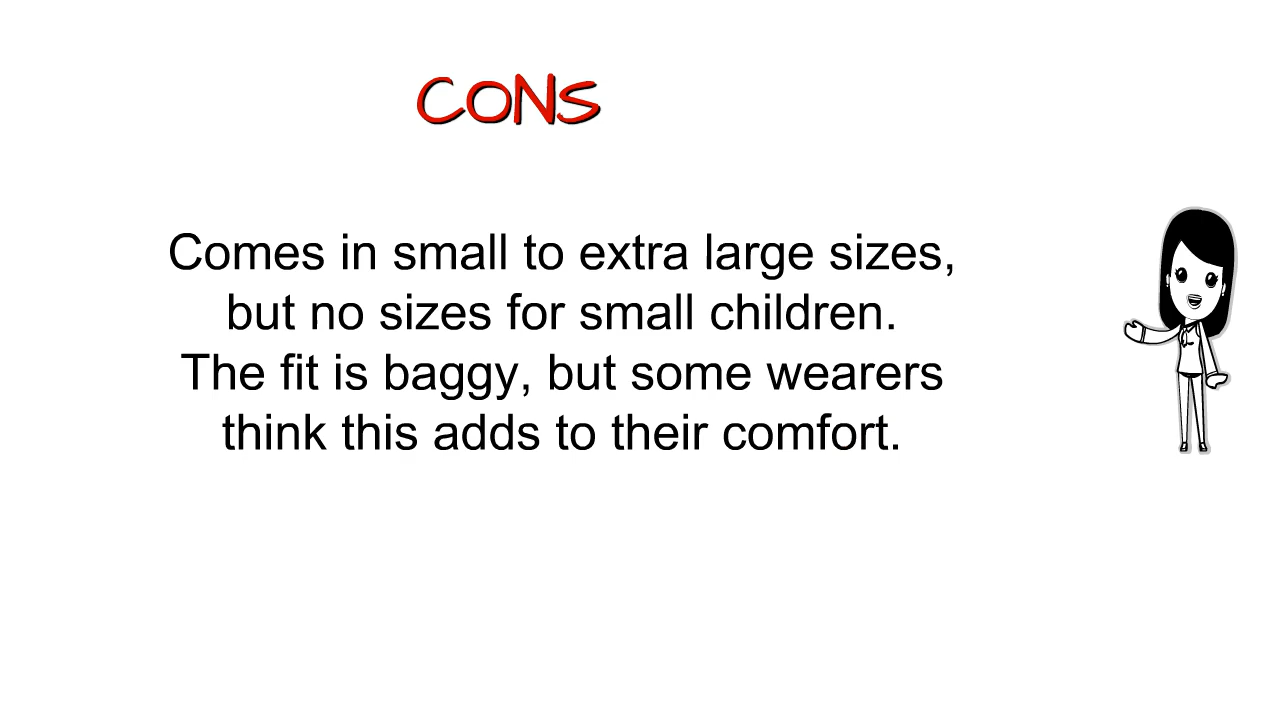 CONS
Comes in small to extra large sizes,
but no sizes for small children.
The fit is baggy, but some wearers
think this adds to their comfort.